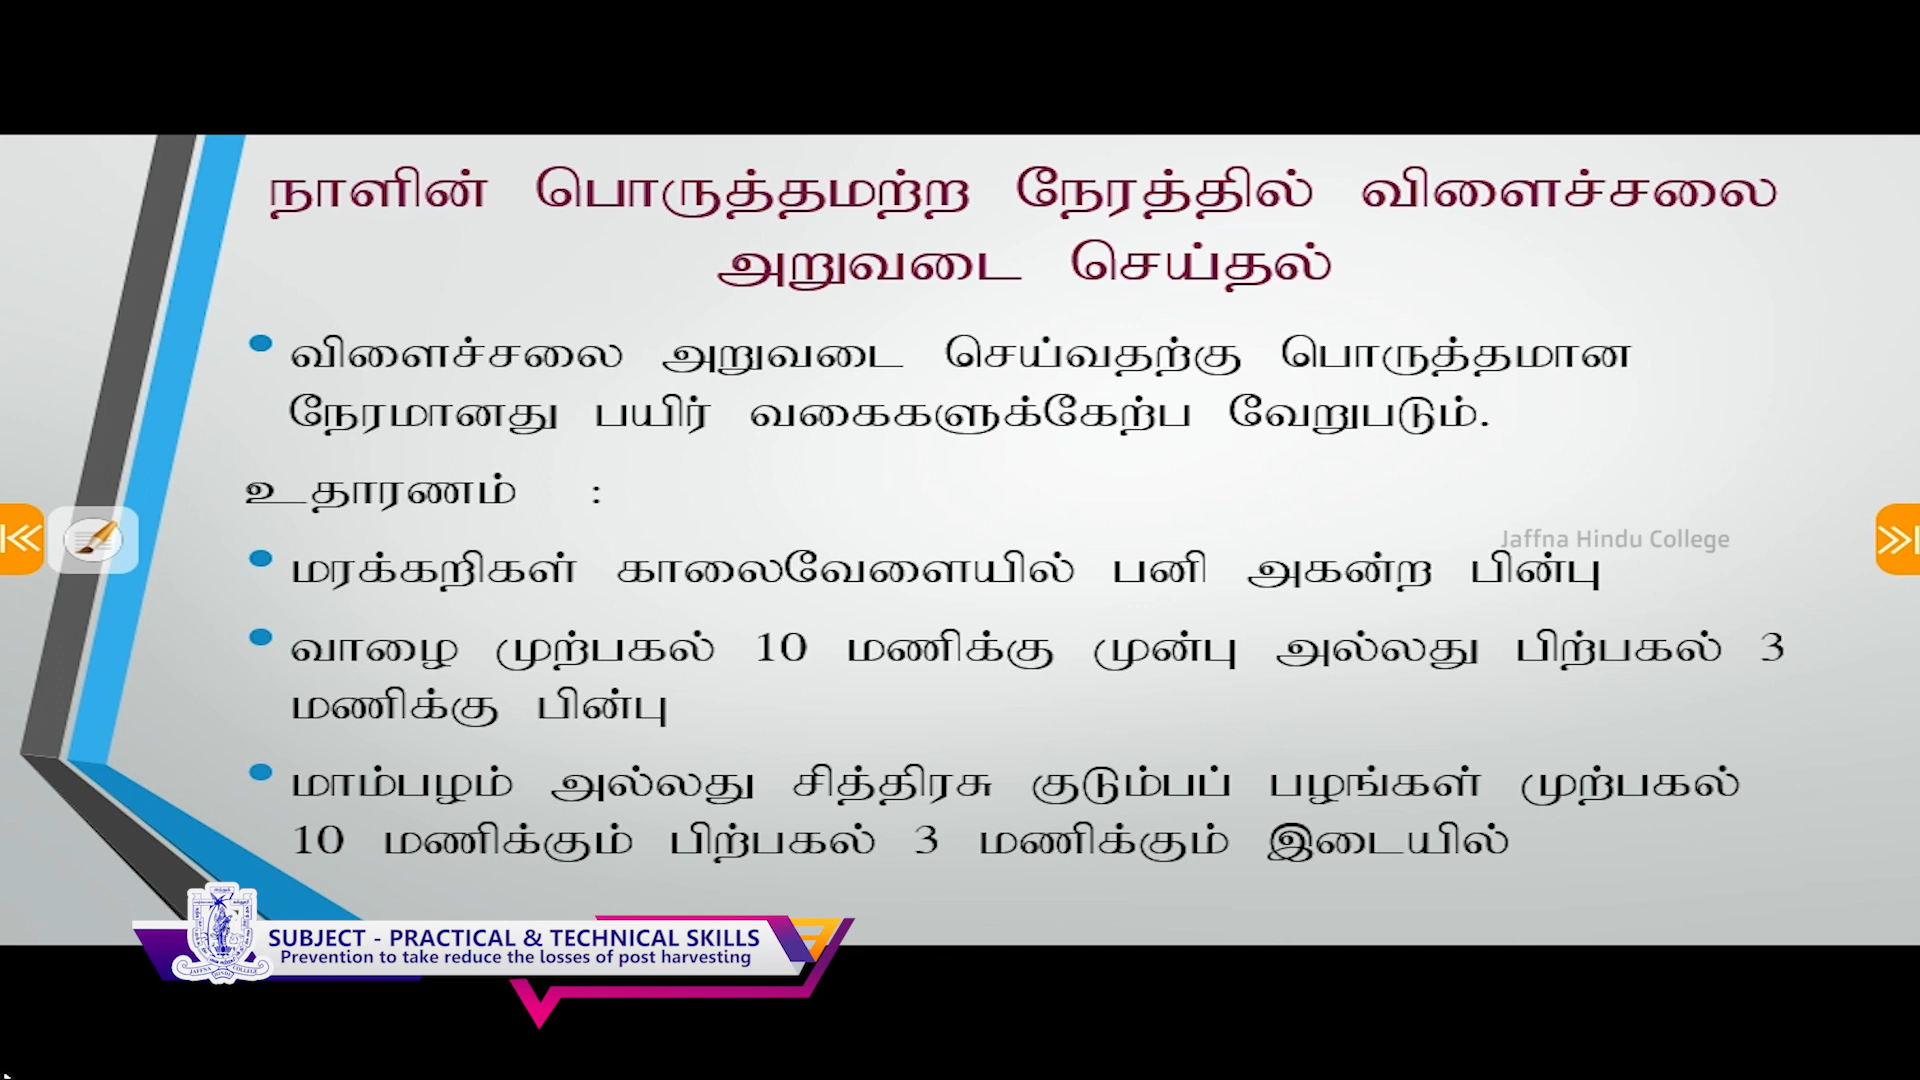 நாளின் பொருத்தமற்ற நேரத்தில் விளைச்சலை
அறுவடை செய்தல்
• விளைச்சலை அறுவடை செய்வதற்கு பொருத்தமான
நேரமானது பயிர் வகைகளுக்கேற்ப வேறுபடும்.
உதாரணம் :
Jaffna Hindu College
• மரக்கறிகள் காலைவேளையில் பனி அகன்ற பின்பு
• வாழை முற்பகல் 10 மணிக்கு முன்பு அல்லது பிற்பகல் 3
மணிக்கு பின்பு
• மாம்பழம் அல்லது சித்திரசு குடும்பப் பழங்கள் முற்பகல்
10 மணிக்கும் பிற்பகல் 3 மணிக்கும் இடையில்
SUBJECT - PRACTICAL & TECHNICAL SKILLS
Prevention to take reduce the losses of post harvesting
JAFFNA HINDU COLLEGE